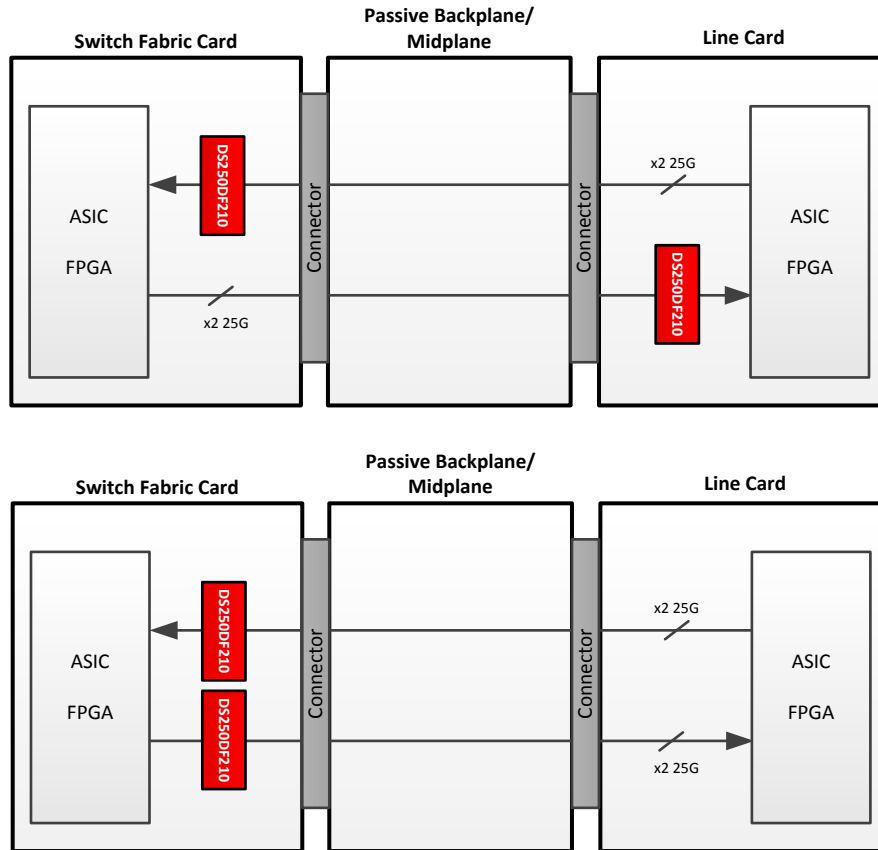 Passive Backplane/
Midplane
Switch Fabric Card
Line Card
DS250DF210
x2 25G
ASIC
FPGA
Connector
Connector
ASIC
FPGA
DS250DF210
x2 25G
Passive Backplane/
Midplane
Switch Fabric Card
Line Card
DS250DF210
x2 25G
ASIC
FPGA
Connector
Connector
ASIC
FPGA
DS250DF210
x2 25G